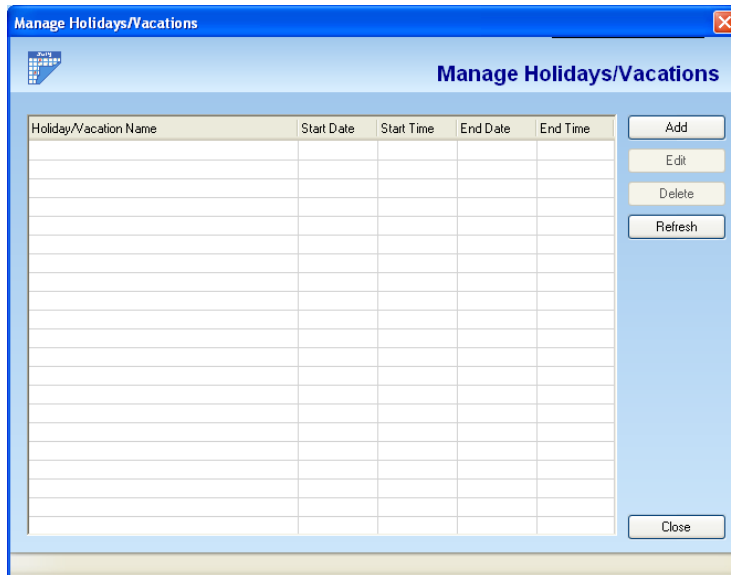 Manage Holidays/Vacations
Manage Holidays/Vacations
Holiday/Vacation Name Start Date Start Time End Date End Time
Add
Edit
Delete
Refresh
Close